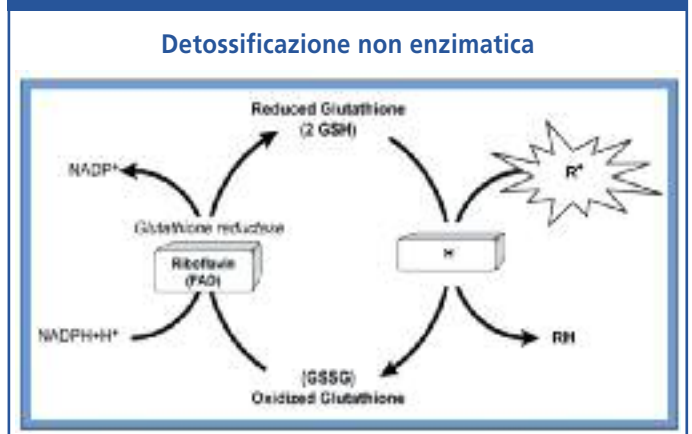 Detossificazione non enzimatica
Reduced Glutathione
(2 GSH)
NADP+
R•
Glutathione reductase
H
Riboflavin
(FAD)
NADPH+H+
RH
(GSSG)
Oxidized Glutathione